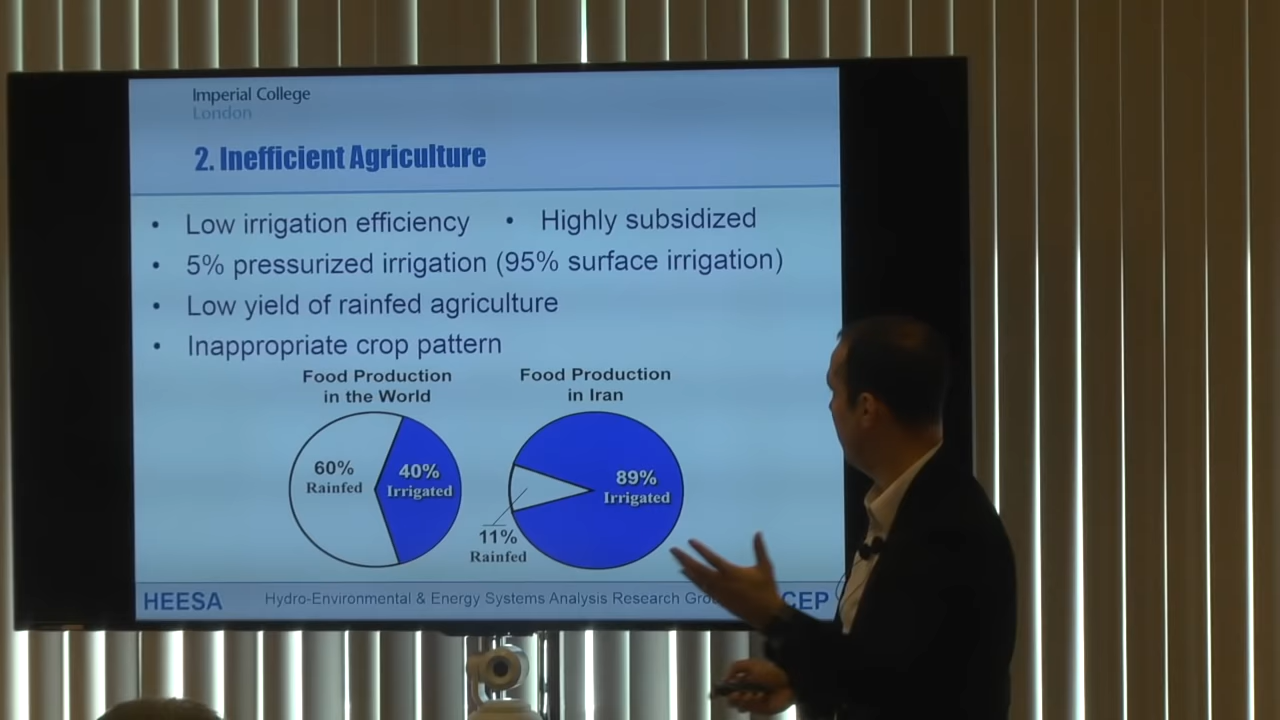 Imperial College
London
2. Inefficient Agriculture
• Low irrigation efficiency • Highly subsidized
• 5% pressurized irrigation (95% surface irrigation)
• Low yield of rainfed agriculture
• Inappropriate crop pattern
Food Production
in the World
60%
Rainfed
40%
Irrigated
Food Production
in Iran
89%
Irrigated
11%
Rainfed
HEESA Hydro-Environmental & Energy Systems Analysis Research